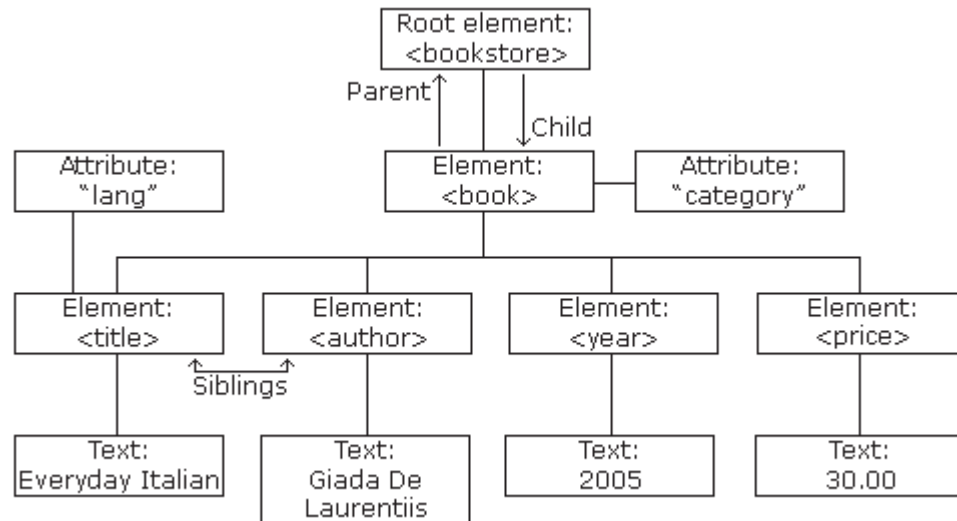 Root element:
<bookstore>
Parent
Child
Attribute:
“lang”
Element:
<book>
Attribute:
“category”
Element:
<title>
Element:
<author>
Element:
<year>
Element:
<price>
Siblings
Text:
Everyday Italian
Text:
Giada De
Laurentiis
Text:
2005
Text:
30.00